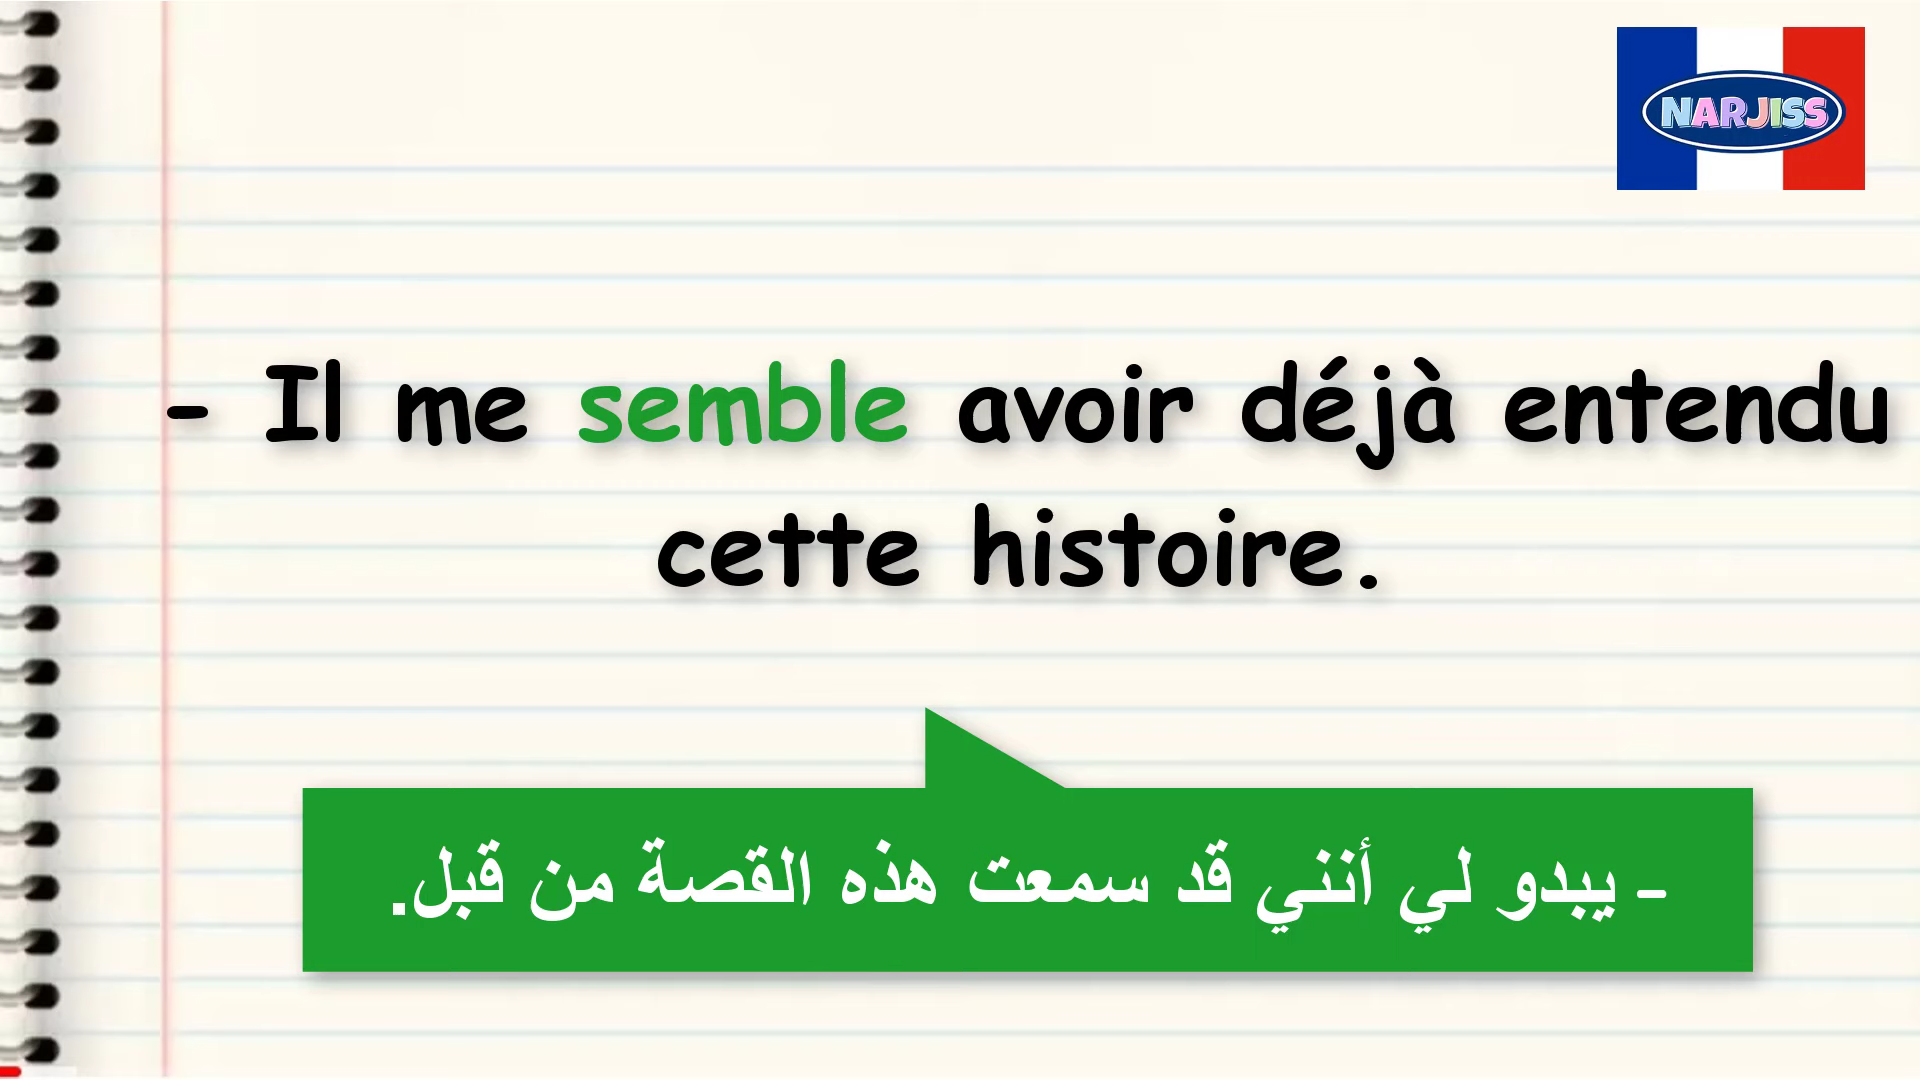 NARJISS
- Il me semble avoir déjà entendu
cette histoire.
- يبدو لي أنني قد سمعت هذه القصة من قبل.